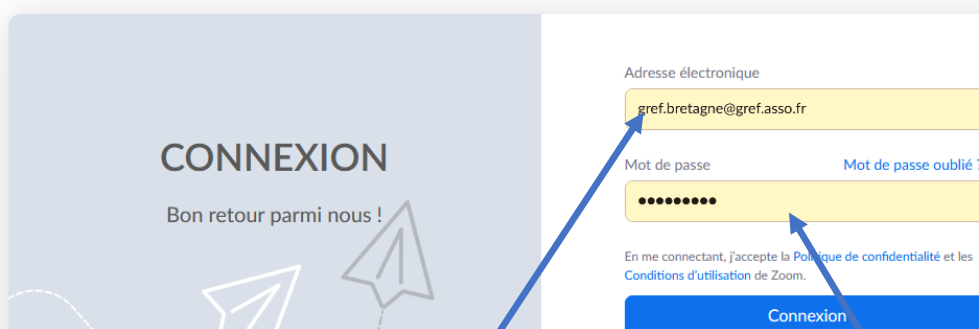 CONNEXION
Bon retour parmi nous !
Adresse électronique
gref.bretagne@gref.asso.fr
Mot de passe Mot de passe oublié ?
•••••••••
En me connectant, j'accepte la Politique de confidentialité et les
Conditions d'utilisation de Zoom.
Connexion